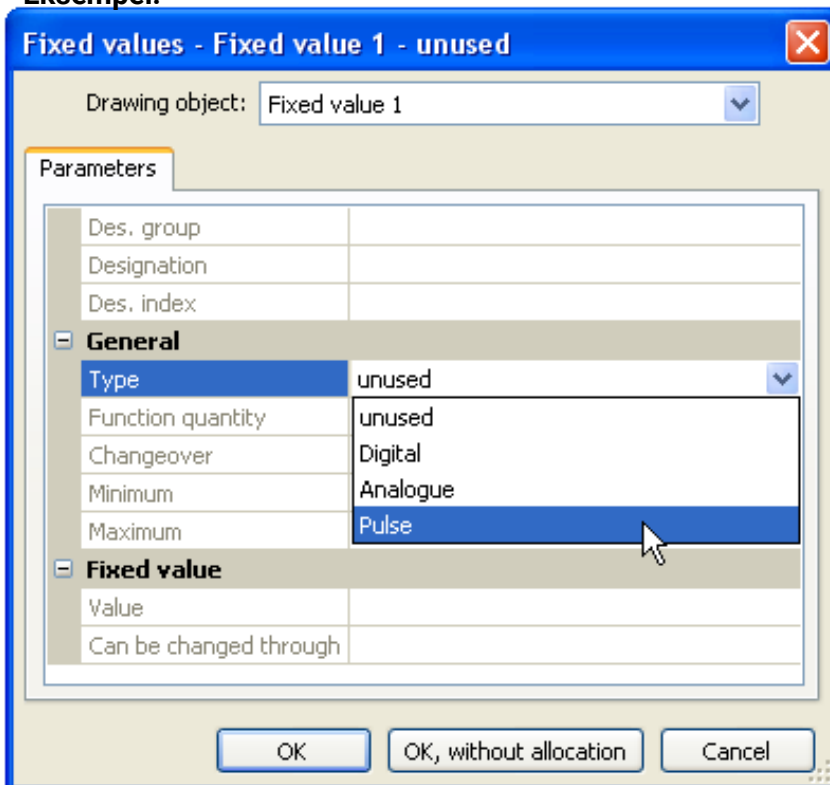 Eksempel:
Fixed values - Fixed value 1 - unused
Drawing object: Fixed value 1
Parameters
Des. group
Designation
Des. index
General
Type unused
Function quantity unused
Changeover Digital
Minimum Analogue
Maximum Pulse
Fixed value
Value
Can be changed through
OK OK, without allocation Cancel